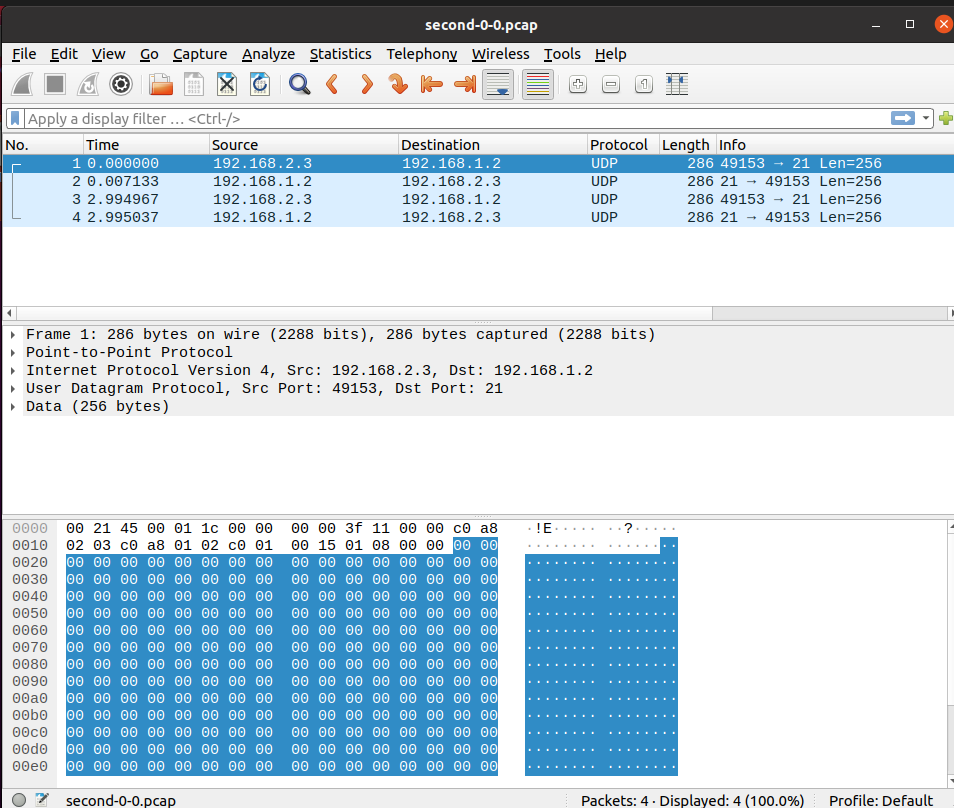 second-0-0.pcap
File Edit View Go Capture Analyze Statistics Telephony Wireless Tools Help
Apply a display filter … <Ctrl-/>
No. Time Source Destination Protocol Length Info
1 0.000000 192.168.2.3 192.168.1.2 UDP 286 49153 → 21 Len=256
2 0.007133 192.168.1.2 192.168.2.3 UDP 286 21 → 49153 Len=256
3 2.994967 192.168.2.3 192.168.1.2 UDP 286 49153 → 21 Len=256
4 2.995037 192.168.1.2 192.168.2.3 UDP 286 21 → 49153 Len=256
Frame 1: 286 bytes on wire (2288 bits), 286 bytes captured (2288 bits)
Point-to-Point Protocol
Internet Protocol Version 4, Src: 192.168.2.3, Dst: 192.168.1.2
User Datagram Protocol, Src Port: 49153, Dst Port: 21
Data (256 bytes)
0000 00 21 45 00 01 1c 00 00 00 00 3f 11 00 00 c0 a8 ·!E····· ··?·····
0010 02 03 c0 a8 01 02 c0 01 00 15 01 08 00 00 00 00 ········ ········
0020 00 00 00 00 00 00 00 00 00 00 00 00 00 00 00 00 ········ ········
0030 00 00 00 00 00 00 00 00 00 00 00 00 00 00 00 00 ········ ········
0040 00 00 00 00 00 00 00 00 00 00 00 00 00 00 00 00 ········ ········
0050 00 00 00 00 00 00 00 00 00 00 00 00 00 00 00 00 ········ ········
0060 00 00 00 00 00 00 00 00 00 00 00 00 00 00 00 00 ········ ········
0070 00 00 00 00 00 00 00 00 00 00 00 00 00 00 00 00 ········ ········
0080 00 00 00 00 00 00 00 00 00 00 00 00 00 00 00 00 ········ ········
0090 00 00 00 00 00 00 00 00 00 00 00 00 00 00 00 00 ········ ········
00a0 00 00 00 00 00 00 00 00 00 00 00 00 00 00 00 00 ········ ········
00b0 00 00 00 00 00 00 00 00 00 00 00 00 00 00 00 00 ········ ········
00c0 00 00 00 00 00 00 00 00 00 00 00 00 00 00 00 00 ········ ········
00d0 00 00 00 00 00 00 00 00 00 00 00 00 00 00 00 00 ········ ········
00e0 00 00 00 00 00 00 00 00 00 00 00 00 00 00 00 00 ········ ········
second-0-0.pcap Packets: 4 · Displayed: 4 (100.0%) Profile: Default